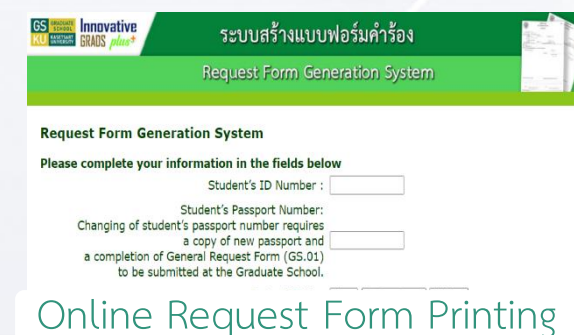 GS GRADUATE SCHOOL Innovative
KU KASETSART UNIVERSITY GRADS plus+
ระบบสร้างแบบฟอร์มคำร้อง
Request Form Generation System
Request Form Generation System
Please complete your information in the fields below
Student's ID Number :
Student's Passport Number:
Changing of student's passport number requires
a copy of new passport and
a completion of General Request Form (GS.01)
to be submitted at the Graduate School.
Online Request Form Printing